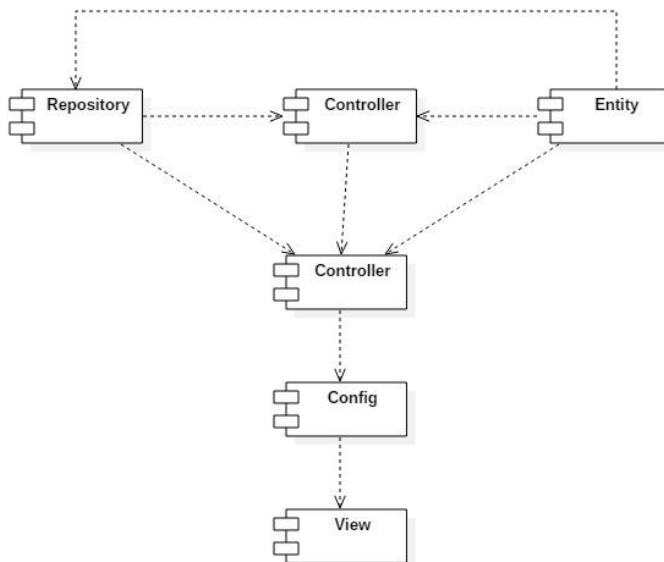 Repository
Controller
Entity
Controller
Config
View